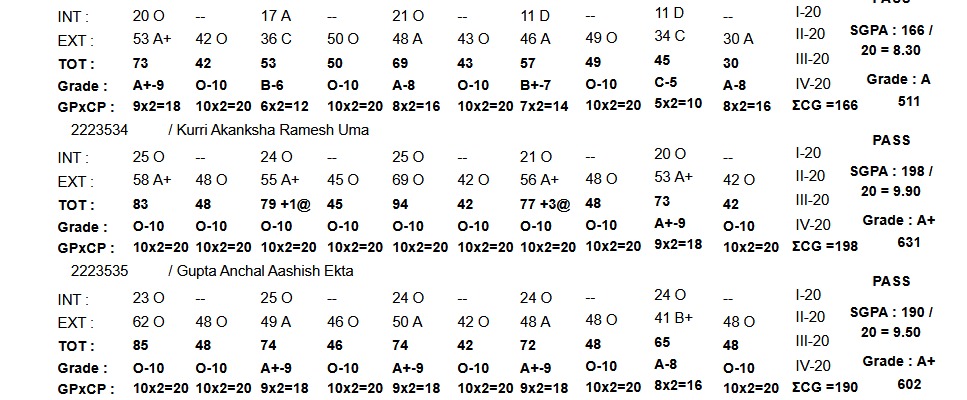 PASS
INT : 20 O -- 17 A -- 21 O -- 11 D -- 11 D -- I-20
EXT : 53 A+ 42 O 36 C 50 O 48 A 43 O 46 A 49 O 34 C 30 A II-20 SGPA : 166 /
TOT : 73 42 53 50 69 43 57 49 45 30 III-20 20 = 8.30
Grade : A+-9 O-10 B-6 O-10 A-8 O-10 B+-7 O-10 C-5 A-8 IV-20 Grade : A
GPxCP : 9x2=18 10x2=20 6x2=12 10x2=20 8x2=16 10x2=20 7x2=14 10x2=20 5x2=10 8x2=16 ΣCG =166 511
2223534 / Kurri Akanksha Ramesh Uma
PASS
INT : 25 O -- 24 O -- 25 O -- 21 O -- 20 O -- I-20
EXT : 58 A+ 48 O 55 A+ 45 O 69 O 42 O 56 A+ 48 O 53 A+ 42 O II-20 SGPA : 198 /
TOT : 83 48 79 +1@ 45 94 42 77 +3@ 48 73 42 III-20 20 = 9.90
Grade : O-10 O-10 O-10 O-10 O-10 O-10 O-10 O-10 A+-9 O-10 IV-20 Grade : A+
GPxCP : 10x2=20 10x2=20 10x2=20 10x2=20 10x2=20 10x2=20 10x2=20 10x2=20 9x2=18 10x2=20 ΣCG =198 631
2223535 / Gupta Anchal Aashish Ekta
PASS
INT : 23 O -- 25 O -- 24 O -- 24 O -- 24 O -- I-20
EXT : 62 O 48 O 49 A 46 O 50 A 42 O 48 A 48 O 41 B+ 48 O II-20 SGPA : 190 /
TOT : 85 48 74 46 74 42 72 48 65 48 III-20 20 = 9.50
Grade : O-10 O-10 A+-9 O-10 A+-9 O-10 A+-9 O-10 A-8 O-10 IV-20 Grade : A+
GPxCP : 10x2=20 10x2=20 9x2=18 10x2=20 9x2=18 10x2=20 9x2=18 10x2=20 8x2=16 10x2=20 ΣCG =190 602